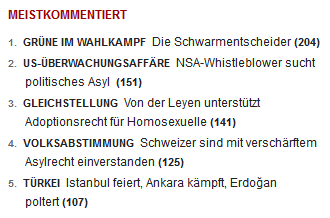 MEISTKOMMENTIERT
1. GRÜNE IM WAHLKAMPF Die Schwarmentscheider (204)
2. US-ÜBERWACHUNGSAFFÄRE NSA-Whistleblower sucht
politisches Asyl (151)
3. GLEICHSTELLUNG Von der Leyen unterstützt
Adoptionsrecht für Homosexuelle (141)
4. VOLKSABSTIMMUNG Schweizer sind mit verschärftem
Asylrecht einverstanden (125)
5. TÜRKEI Istanbul feiert, Ankara kämpft, Erdoğan
poltert (107)